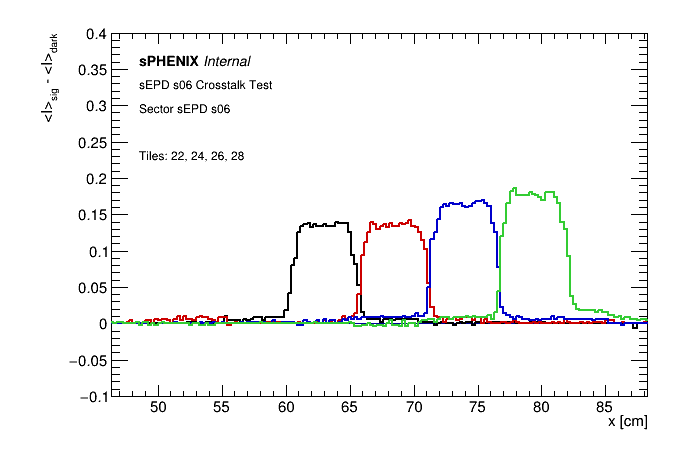 <I>sig - <I>dark
sPHENIX Internal
sEPD s06 Crosstalk Test
Sector sEPD s06
Tiles: 22, 24, 26, 28
0.4
0.35
0.3
0.25
0.2
0.15
0.1
0.05
0
−0.05
−0.1
50 55 60 65 70 75 80 85
x [cm]